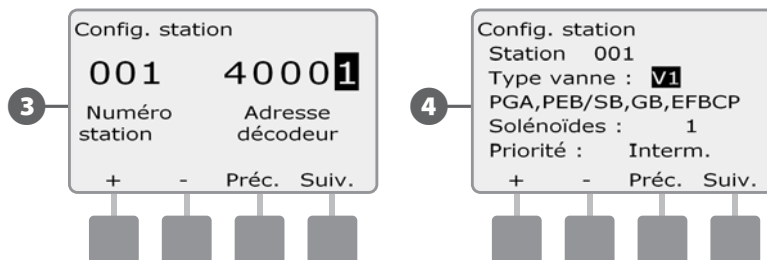 3
Config. station
001 40001
Numéro station
Adresse décodeur
+ - Préc. Suiv.
4
Config. station
Station 001
Type vanne : V1
PGA,PEB/SB,GB,EFBCP
Solénoïdes : 1
Priorité : Interm.
+ - Préc. Suiv.